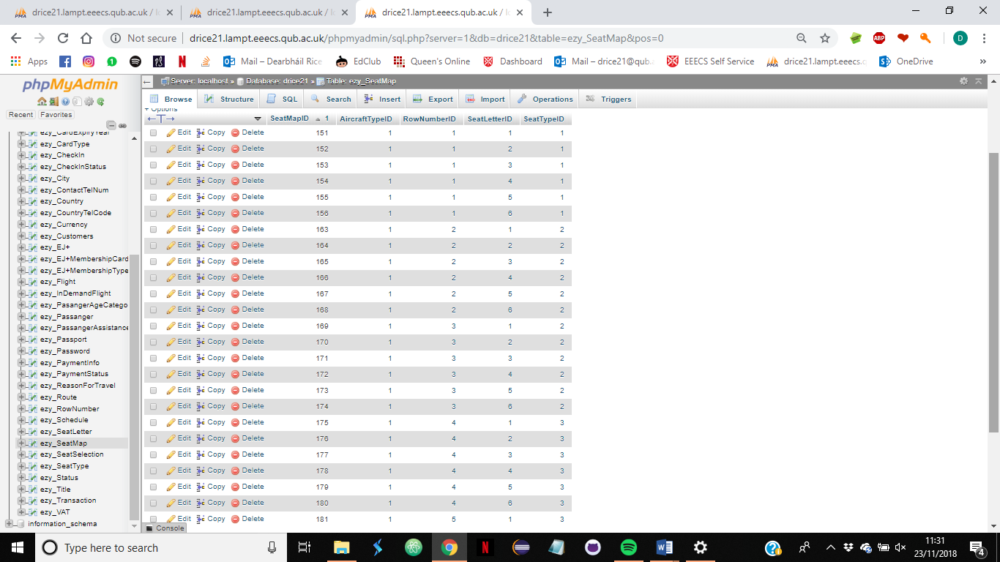 drice21.lampt.eeecs.qub.ac.uk / drice21.lampt.eeecs.qub.ac.uk / drice21.lampt.eeecs.qub.ac.uk /
Not secure drice21.lampt.eeecs.qub.ac.uk/phpmyadmin/sql.php?server=1&db=drice21&table=ezy_SeatMap&pos=0 ABP D
Apps Mail – Dearbháil Rice EdClub Queen's Online Dashboard Mail – drice21@qub. EEECS Self Service drice21.lampt.eeecs.q OneDrive »
phpMyAdmin
Recent Favorites
ezy_CardExpiryYear
ezy_CardType
ezy_CheckIn
ezy_CheckInStatus
ezy_City
ezy_ContactTelNum
ezy_Country
ezy_CountryTelCode
ezy_Currency
ezy_Customers
ezy_EJ+
ezy_EJ+MembershipCard
ezy_EJ+MembershipType
ezy_Flight
ezy_InDemandFlight
ezy_PasangerAgeCatego
ezy_Passanger
ezy_PassangerAssistance
ezy_Passport
ezy_Password
ezy_PaymentInfo
ezy_PaymentStatus
ezy_ReasonForTravel
ezy_Route
ezy_RowNumber
ezy_Schedule
ezy_SeatLetter
ezy_SeatMap
ezy_SeatSelection
ezy_SeatType
ezy_Status
ezy_Title
ezy_Transaction
ezy_VAT
information_schema
Server: localhost » Database: drice21 » Table: ezy_SeatMap
Browse Structure SQL Search Insert Export Import Operations Triggers
+ Options
←T→ SeatMapID 1 AircraftTypeID RowNumberID SeatLetterID SeatTypeID
Edit Copy Delete 151 1 1 1 1
Edit Copy Delete 152 1 1 2 1
Edit Copy Delete 153 1 1 3 1
Edit Copy Delete 154 1 1 4 1
Edit Copy Delete 155 1 1 5 1
Edit Copy Delete 156 1 1 6 1
Edit Copy Delete 163 1 2 1 2
Edit Copy Delete 164 1 2 2 2
Edit Copy Delete 165 1 2 3 2
Edit Copy Delete 166 1 2 4 2
Edit Copy Delete 167 1 2 5 2
Edit Copy Delete 168 1 2 6 2
Edit Copy Delete 169 1 3 1 2
Edit Copy Delete 170 1 3 2 2
Edit Copy Delete 171 1 3 3 2
Edit Copy Delete 172 1 3 4 2
Edit Copy Delete 173 1 3 5 2
Edit Copy Delete 174 1 3 6 2
Edit Copy Delete 175 1 4 1 3
Edit Copy Delete 176 1 4 2 3
Edit Copy Delete 177 1 4 3 3
Edit Copy Delete 178 1 4 4 3
Edit Copy Delete 179 1 4 5 3
Edit Copy Delete 180 1 4 6 3
Edit Copy Delete 181 1 5 1 3
Console
Type here to search
11:31
23/11/2018
4